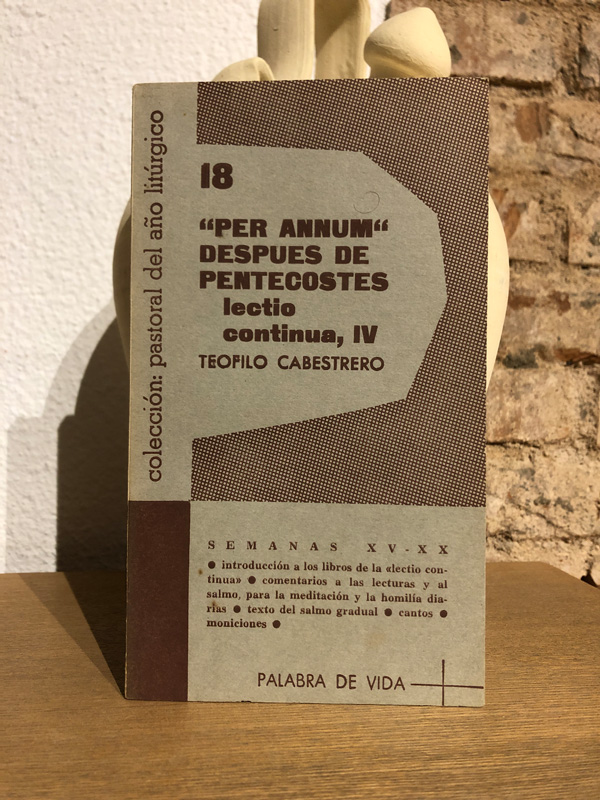 colección: pastoral del año litúrgico
18
“PER ANNUM“
DESPUES DE
PENTECOSTES
lectio
continua, IV
TEOFILO CABESTRERO
SEMANAS XV-XX
● introducción a los libros de la «lectio con-
tinua» ● comentarios a las lecturas y al
salmo, para la meditación y la homilía dia-
rias ● texto del salmo gradual ● cantos ●
moniciones ●
PALABRA DE VIDA